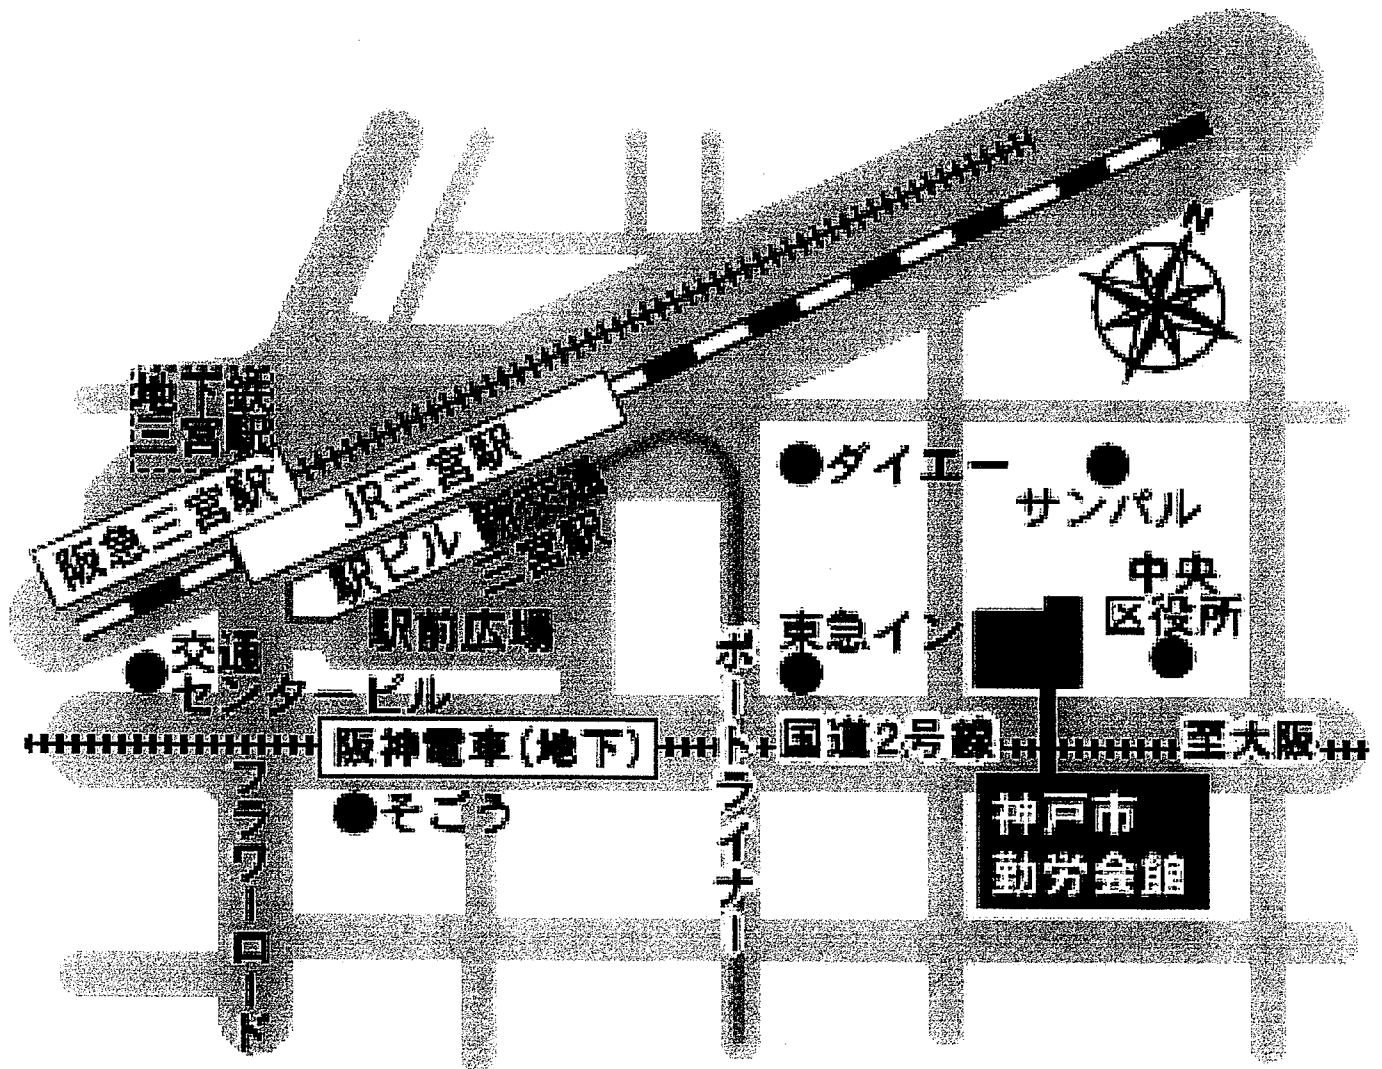 N
地下鉄
三宮駅
阪急三宮駅
JR三宮駅
駅ビル
三宮駅
駅前広場
ダイエー
サンパル
中央
区役所
東急イン
交通
センタービル
ポートライナー
阪神電車(地下)
国道2号線
至大阪
そごう
フラワーロード
神戸市
勤労会館